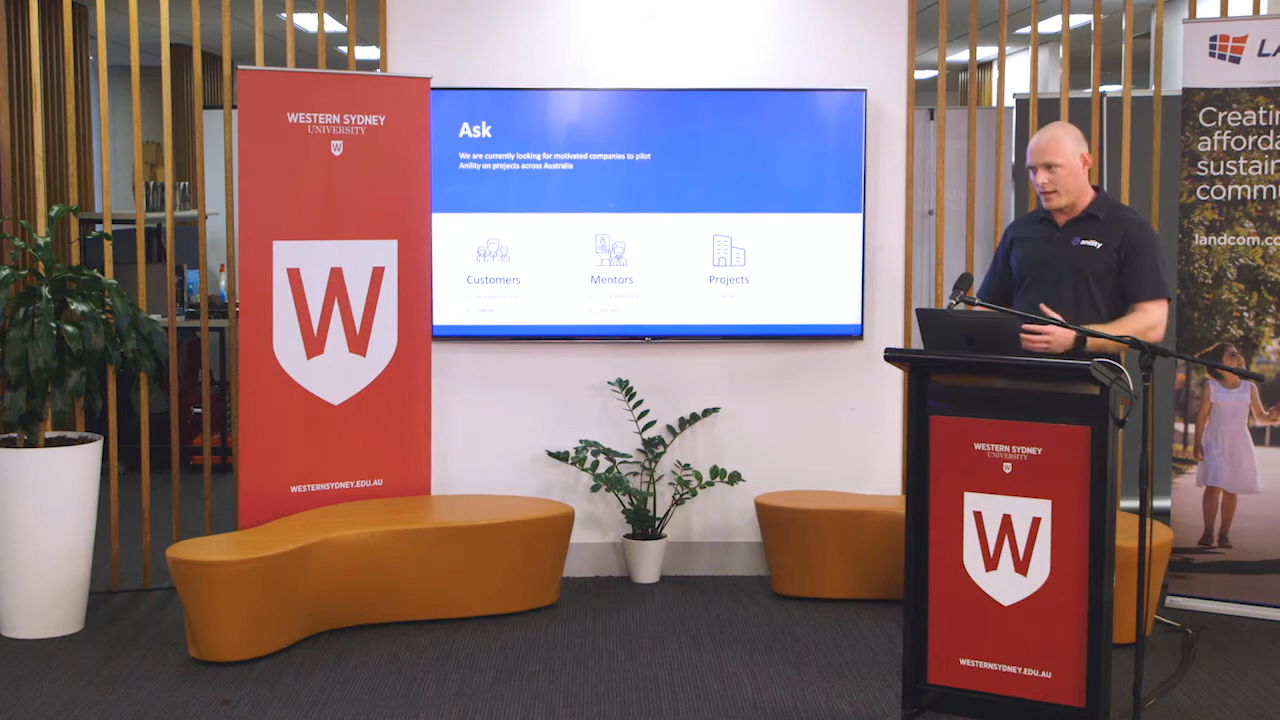 WESTERN SYDNEY
UNIVERSITY
W
WESTERNSYDNEY.EDU.AU
Ask
We are currently looking for motivated companies to pilot
Anility on projects across Australia
Customers
Mentors
Projects
anility
WESTERN SYDNEY
UNIVERSITY
W
WESTERNSYDNEY.EDU.AU
Creatin
afforda
sustain
commu
landcom.co